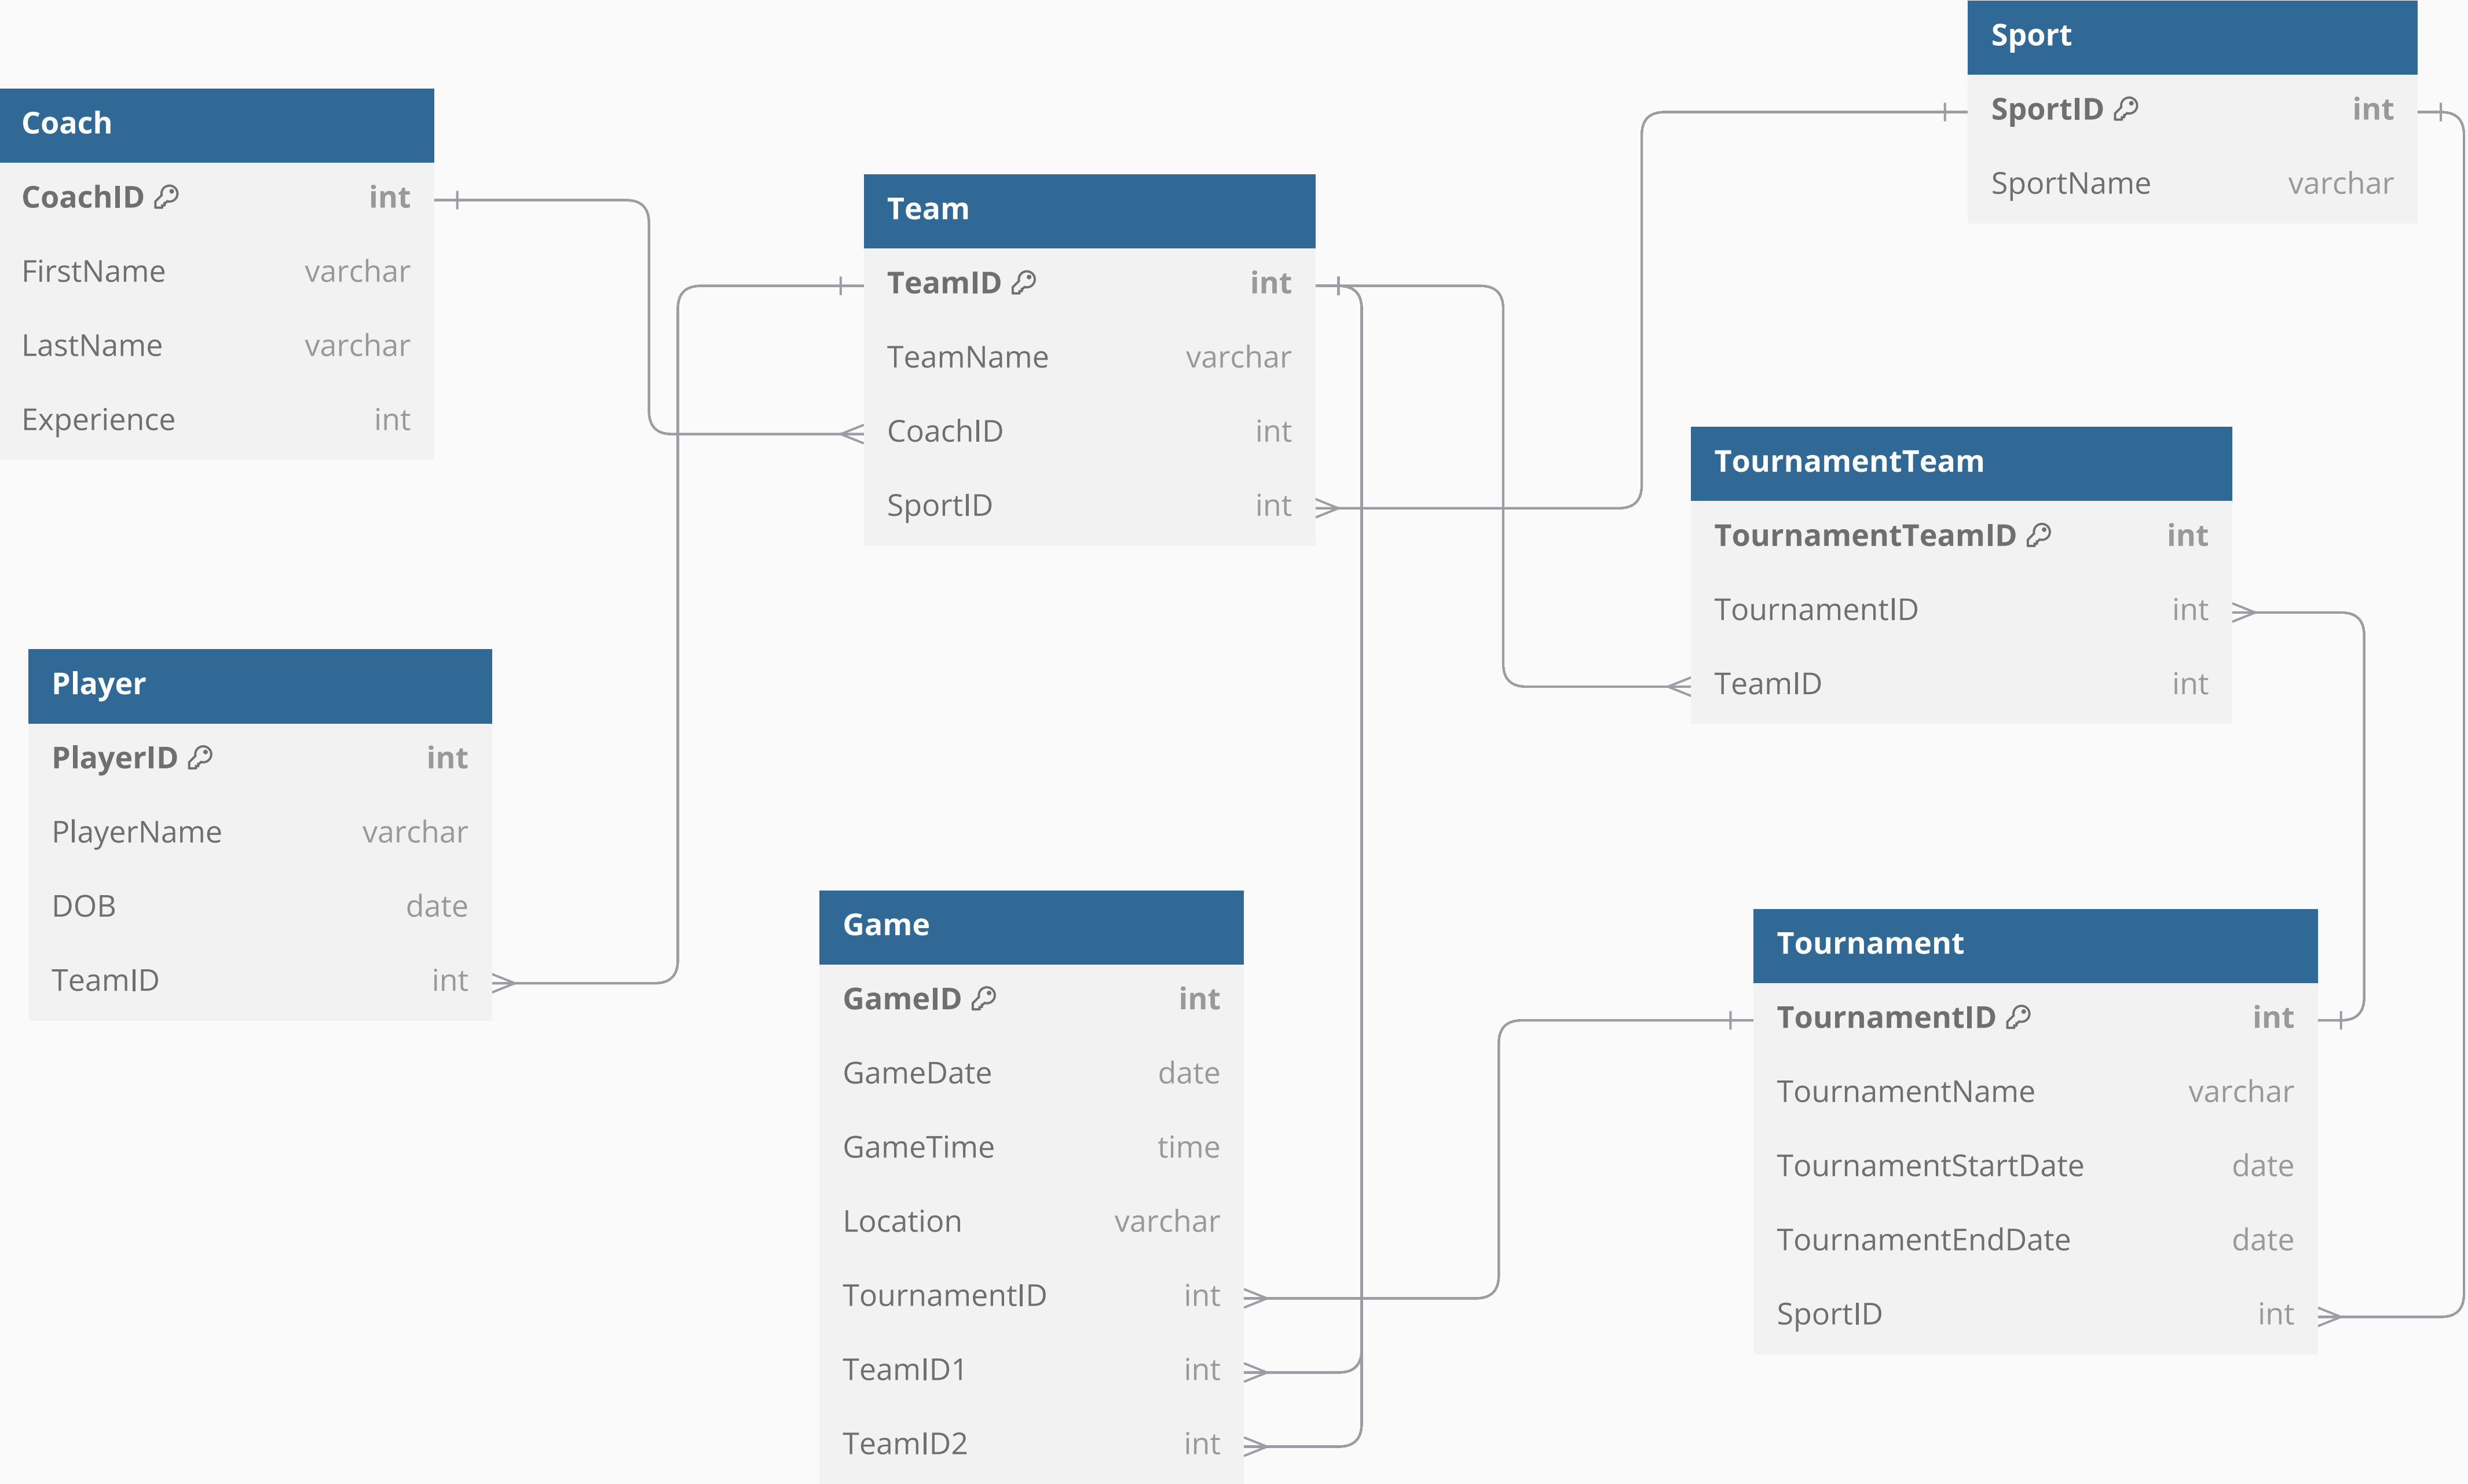 Coach
CoachID int
FirstName varchar
LastName varchar
Experience int
Player
PlayerID int
PlayerName varchar
DOB date
TeamID int
Team
TeamID int
TeamName varchar
CoachID int
SportID int
Game
GameID int
GameDate date
GameTime time
Location varchar
TournamentID int
TeamID1 int
TeamID2 int
Sport
SportID int
SportName varchar
TournamentTeam
TournamentTeamID int
TournamentID int
TeamID int
Tournament
TournamentID int
TournamentName varchar
TournamentStartDate date
TournamentEndDate date
SportID int